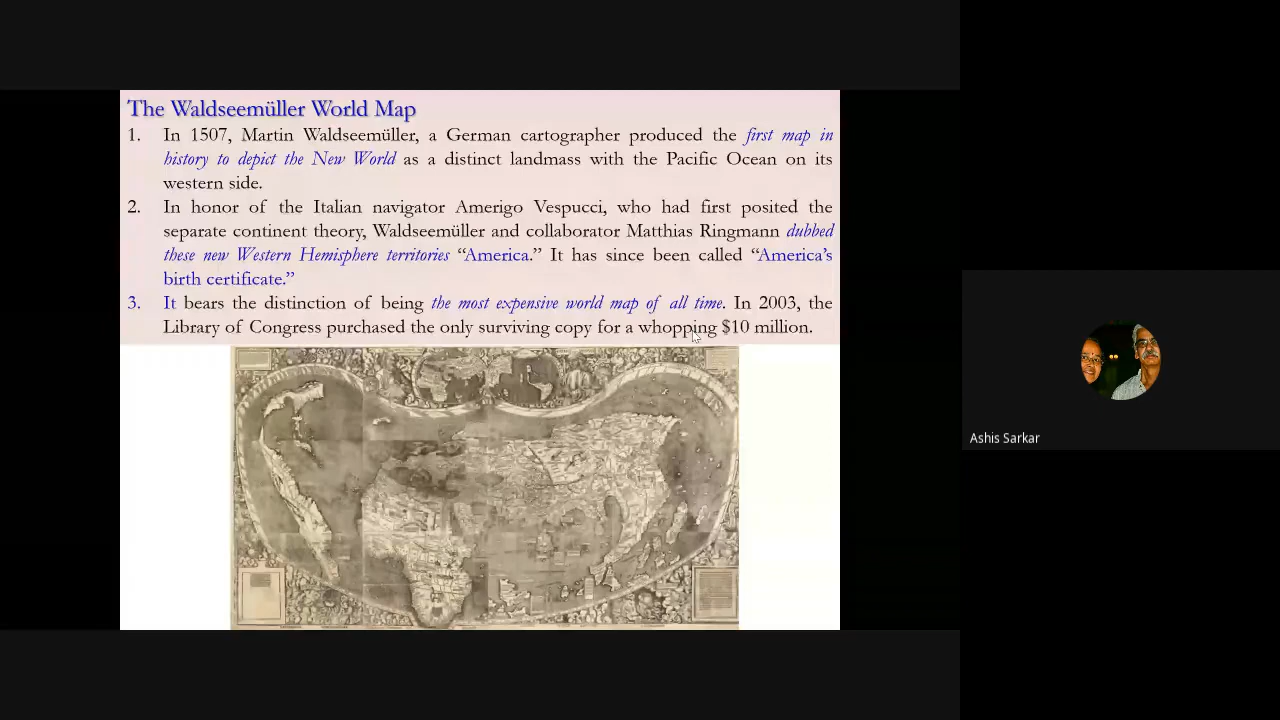 The Waldseemüller World Map
1. In 1507, Martin Waldseemüller, a German cartographer produced the first map in
history to depict the New World as a distinct landmass with the Pacific Ocean on its
western side.
2. In honor of the Italian navigator Amerigo Vespucci, who had first posited the
separate continent theory, Waldseemüller and collaborator Matthias Ringmann dubbed
these new Western Hemisphere territories “America.” It has since been called “America’s
birth certificate.”
3. It bears the distinction of being the most expensive world map of all time. In 2003, the
Library of Congress purchased the only surviving copy for a whopping $10 million.
Ashis Sarkar